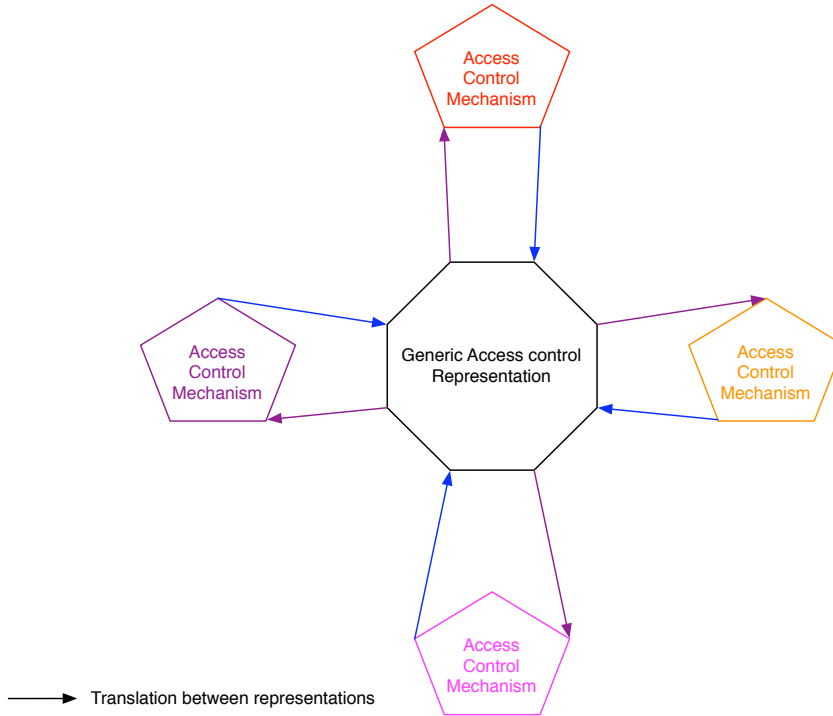 Access
Control
Mechanism
Access
Control
Mechanism
Generic Access control
Representation
Access
Control
Mechanism
Access
Control
Mechanism
Translation between representations